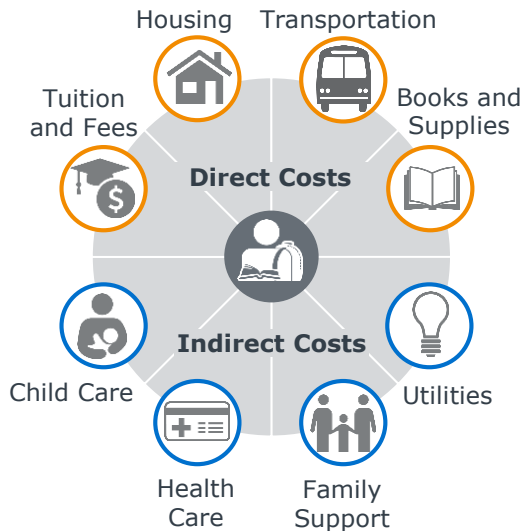 Housing
Transportation
Tuition
and Fees
Books and
Supplies
$
Direct Costs
Indirect Costs
Child Care
Utilities
Health
Care
Family
Support